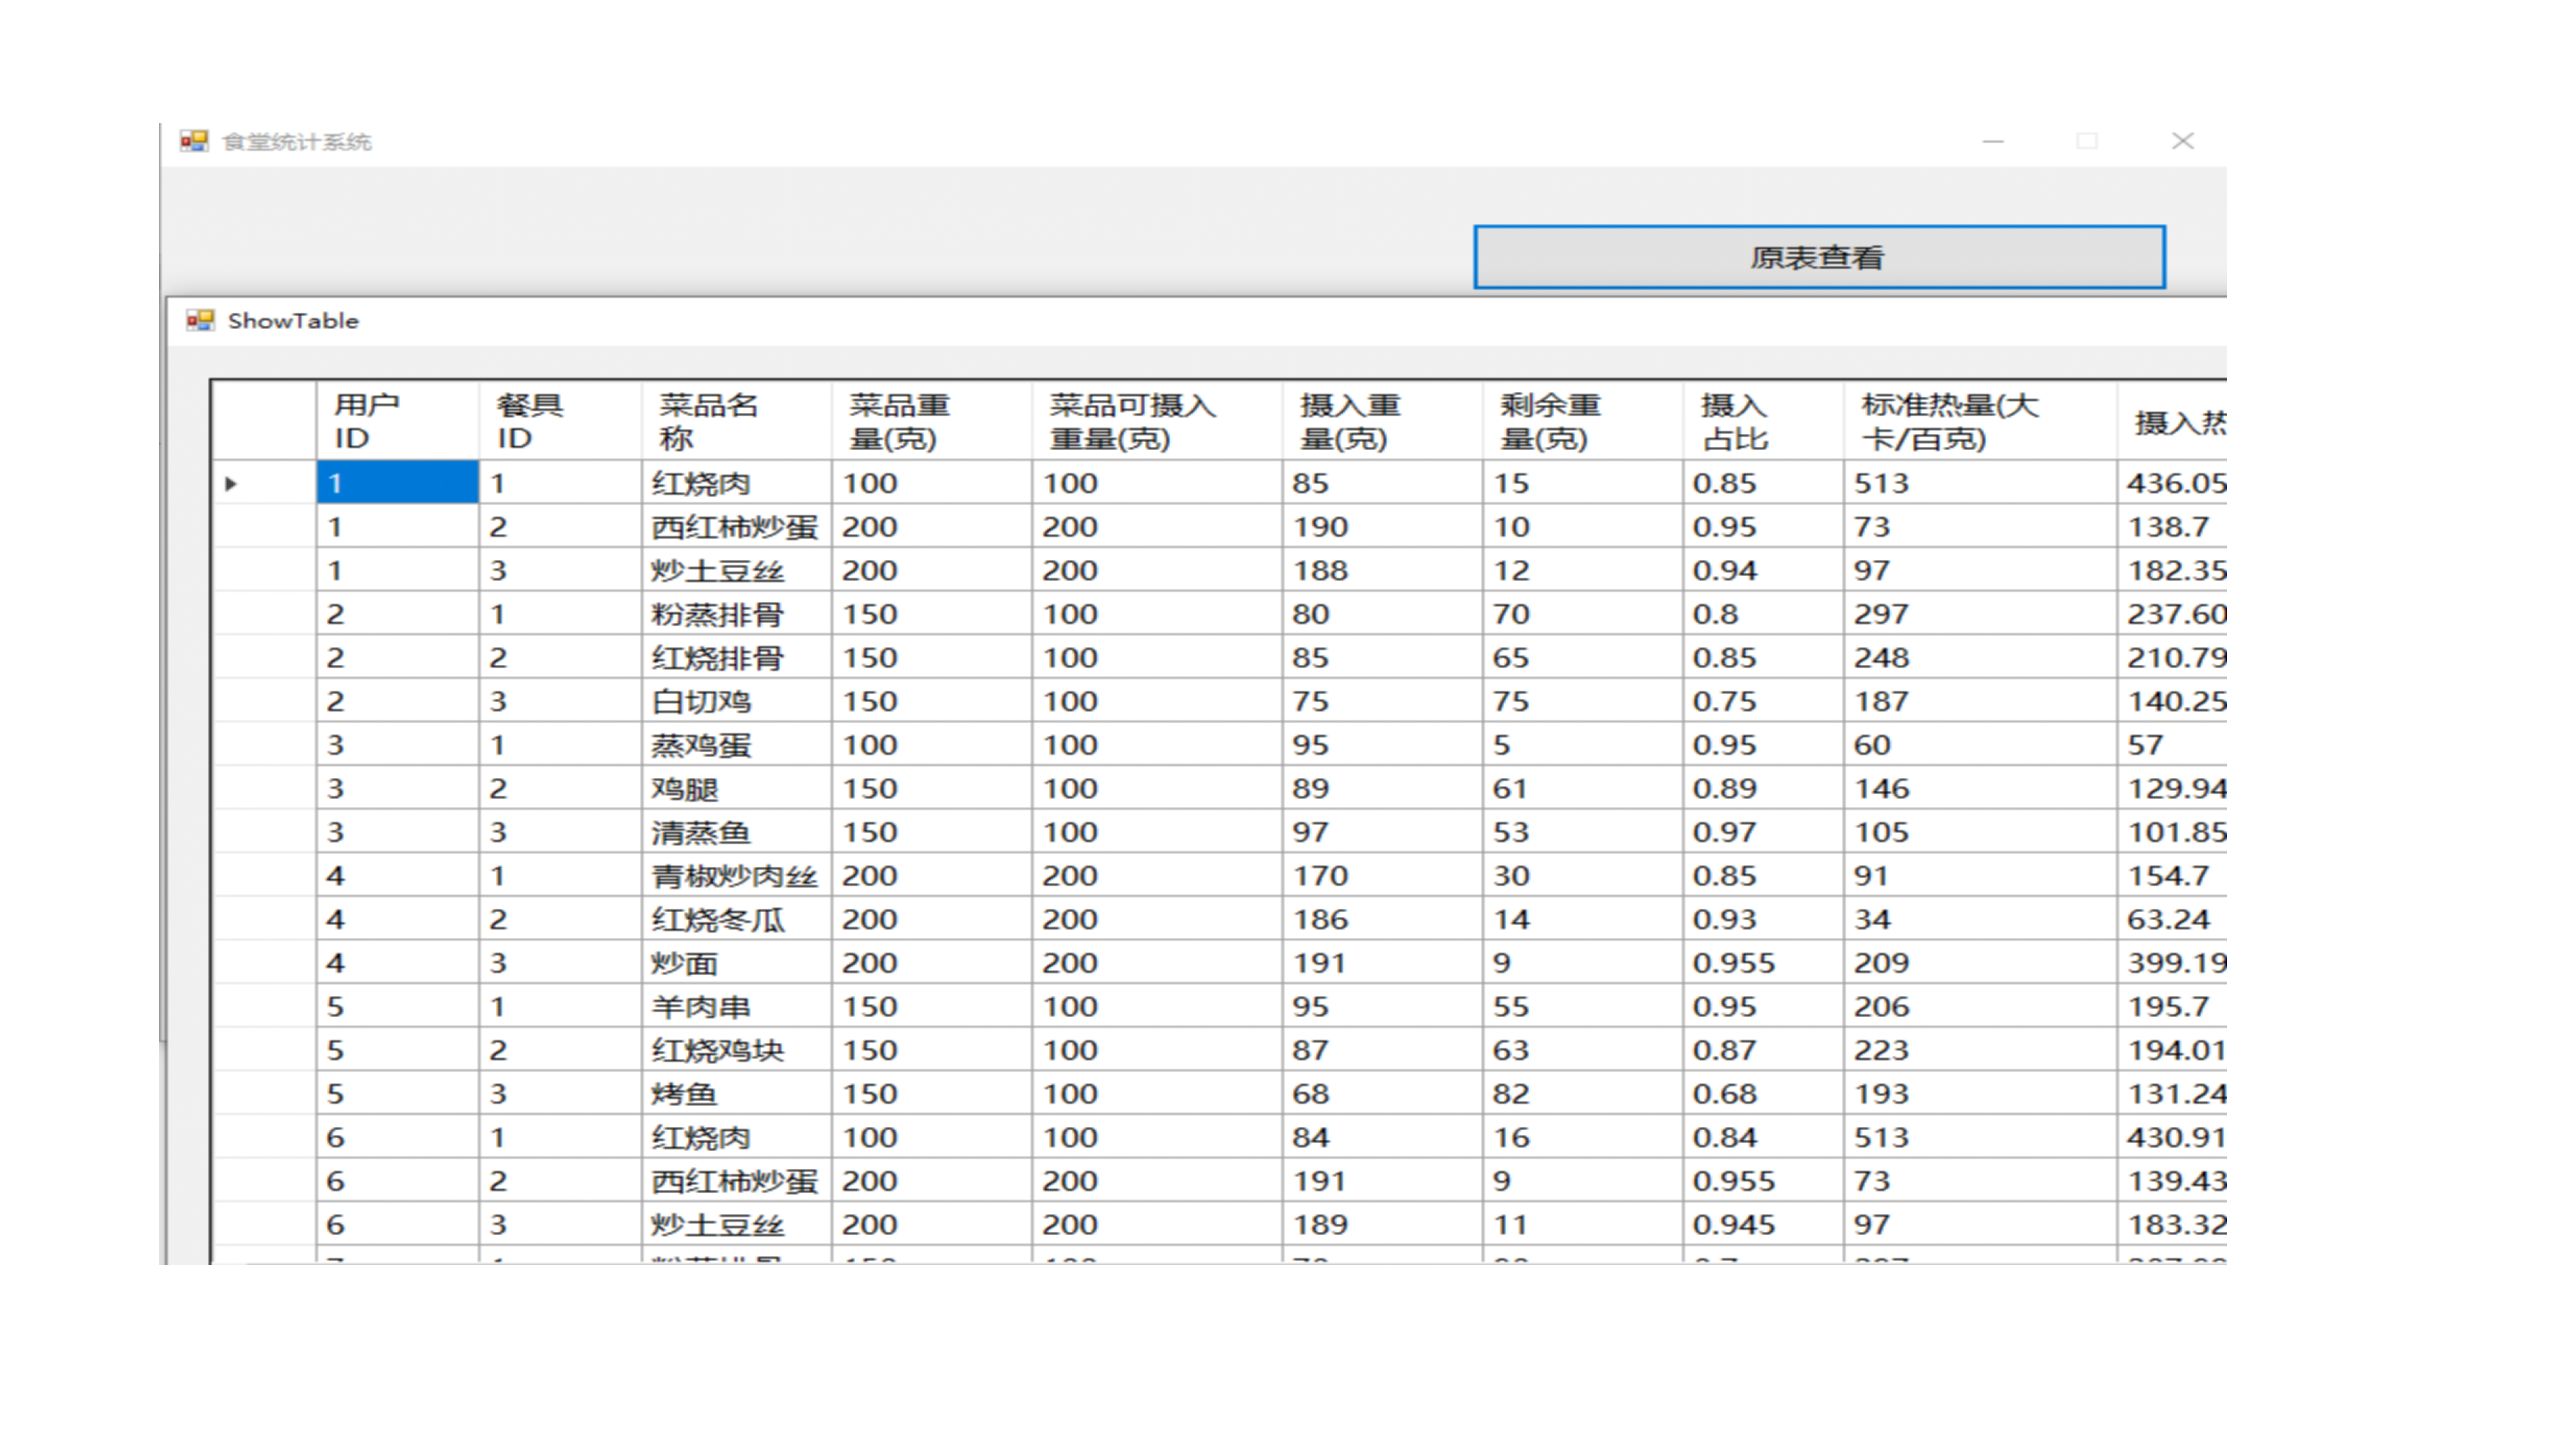 食堂统计系统
原表查看
ShowTable
用户ID 餐具ID 菜品名称 菜品重量(克) 菜品可摄入重量(克) 摄入重量(克) 剩余重量(克) 摄入占比 标准热量(大卡/百克) 摄入热
1 1 红烧肉 100 100 85 15 0.85 513 436.05
1 2 西红柿炒蛋 200 200 190 10 0.95 73 138.7
1 3 炒土豆丝 200 200 188 12 0.94 97 182.35
2 1 粉蒸排骨 150 100 80 70 0.8 297 237.60
2 2 红烧排骨 150 100 85 65 0.85 248 210.79
2 3 白切鸡 150 100 75 75 0.75 187 140.25
3 1 蒸鸡蛋 100 100 95 5 0.95 60 57
3 2 鸡腿 150 100 89 61 0.89 146 129.94
3 3 清蒸鱼 150 100 97 53 0.97 105 101.85
4 1 青椒炒肉丝 200 200 170 30 0.85 91 154.7
4 2 红烧冬瓜 200 200 186 14 0.93 34 63.24
4 3 炒面 200 200 191 9 0.955 209 399.19
5 1 羊肉串 150 100 95 55 0.95 206 195.7
5 2 红烧鸡块 150 100 87 63 0.87 223 194.01
5 3 烤鱼 150 100 68 82 0.68 193 131.24
6 1 红烧肉 100 100 84 16 0.84 513 430.91
6 2 西红柿炒蛋 200 200 191 9 0.955 73 139.43
6 3 炒土豆丝 200 200 189 11 0.945 97 183.32